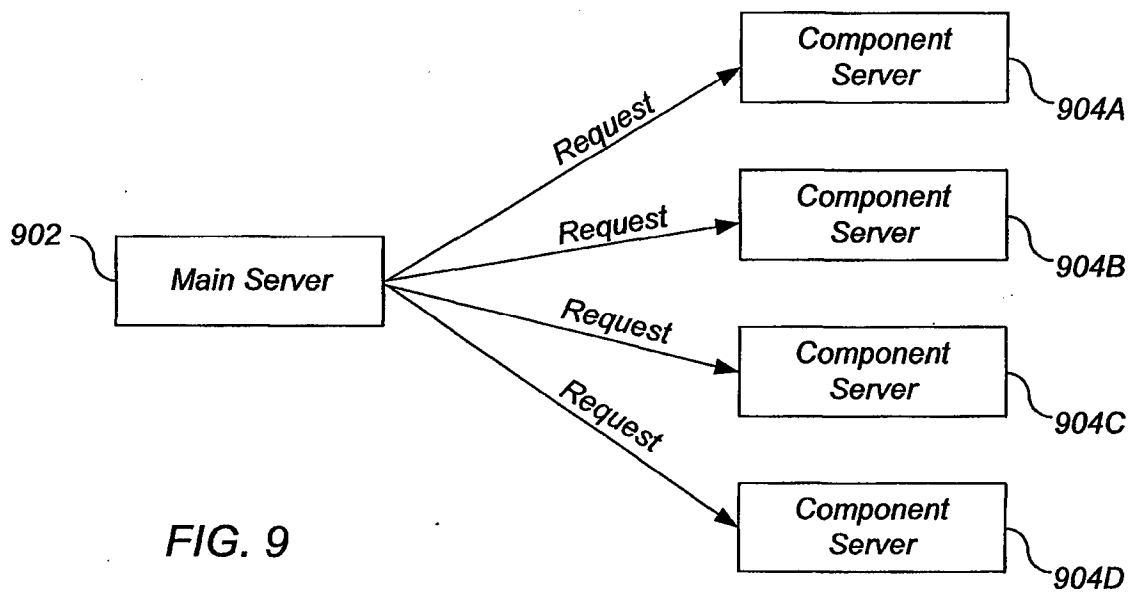 Component
Server
904A
Request
Component
Server
904B
Request
902
Main Server
Request
Component
Server
904C
Request
Component
Server
904D
FIG. 9